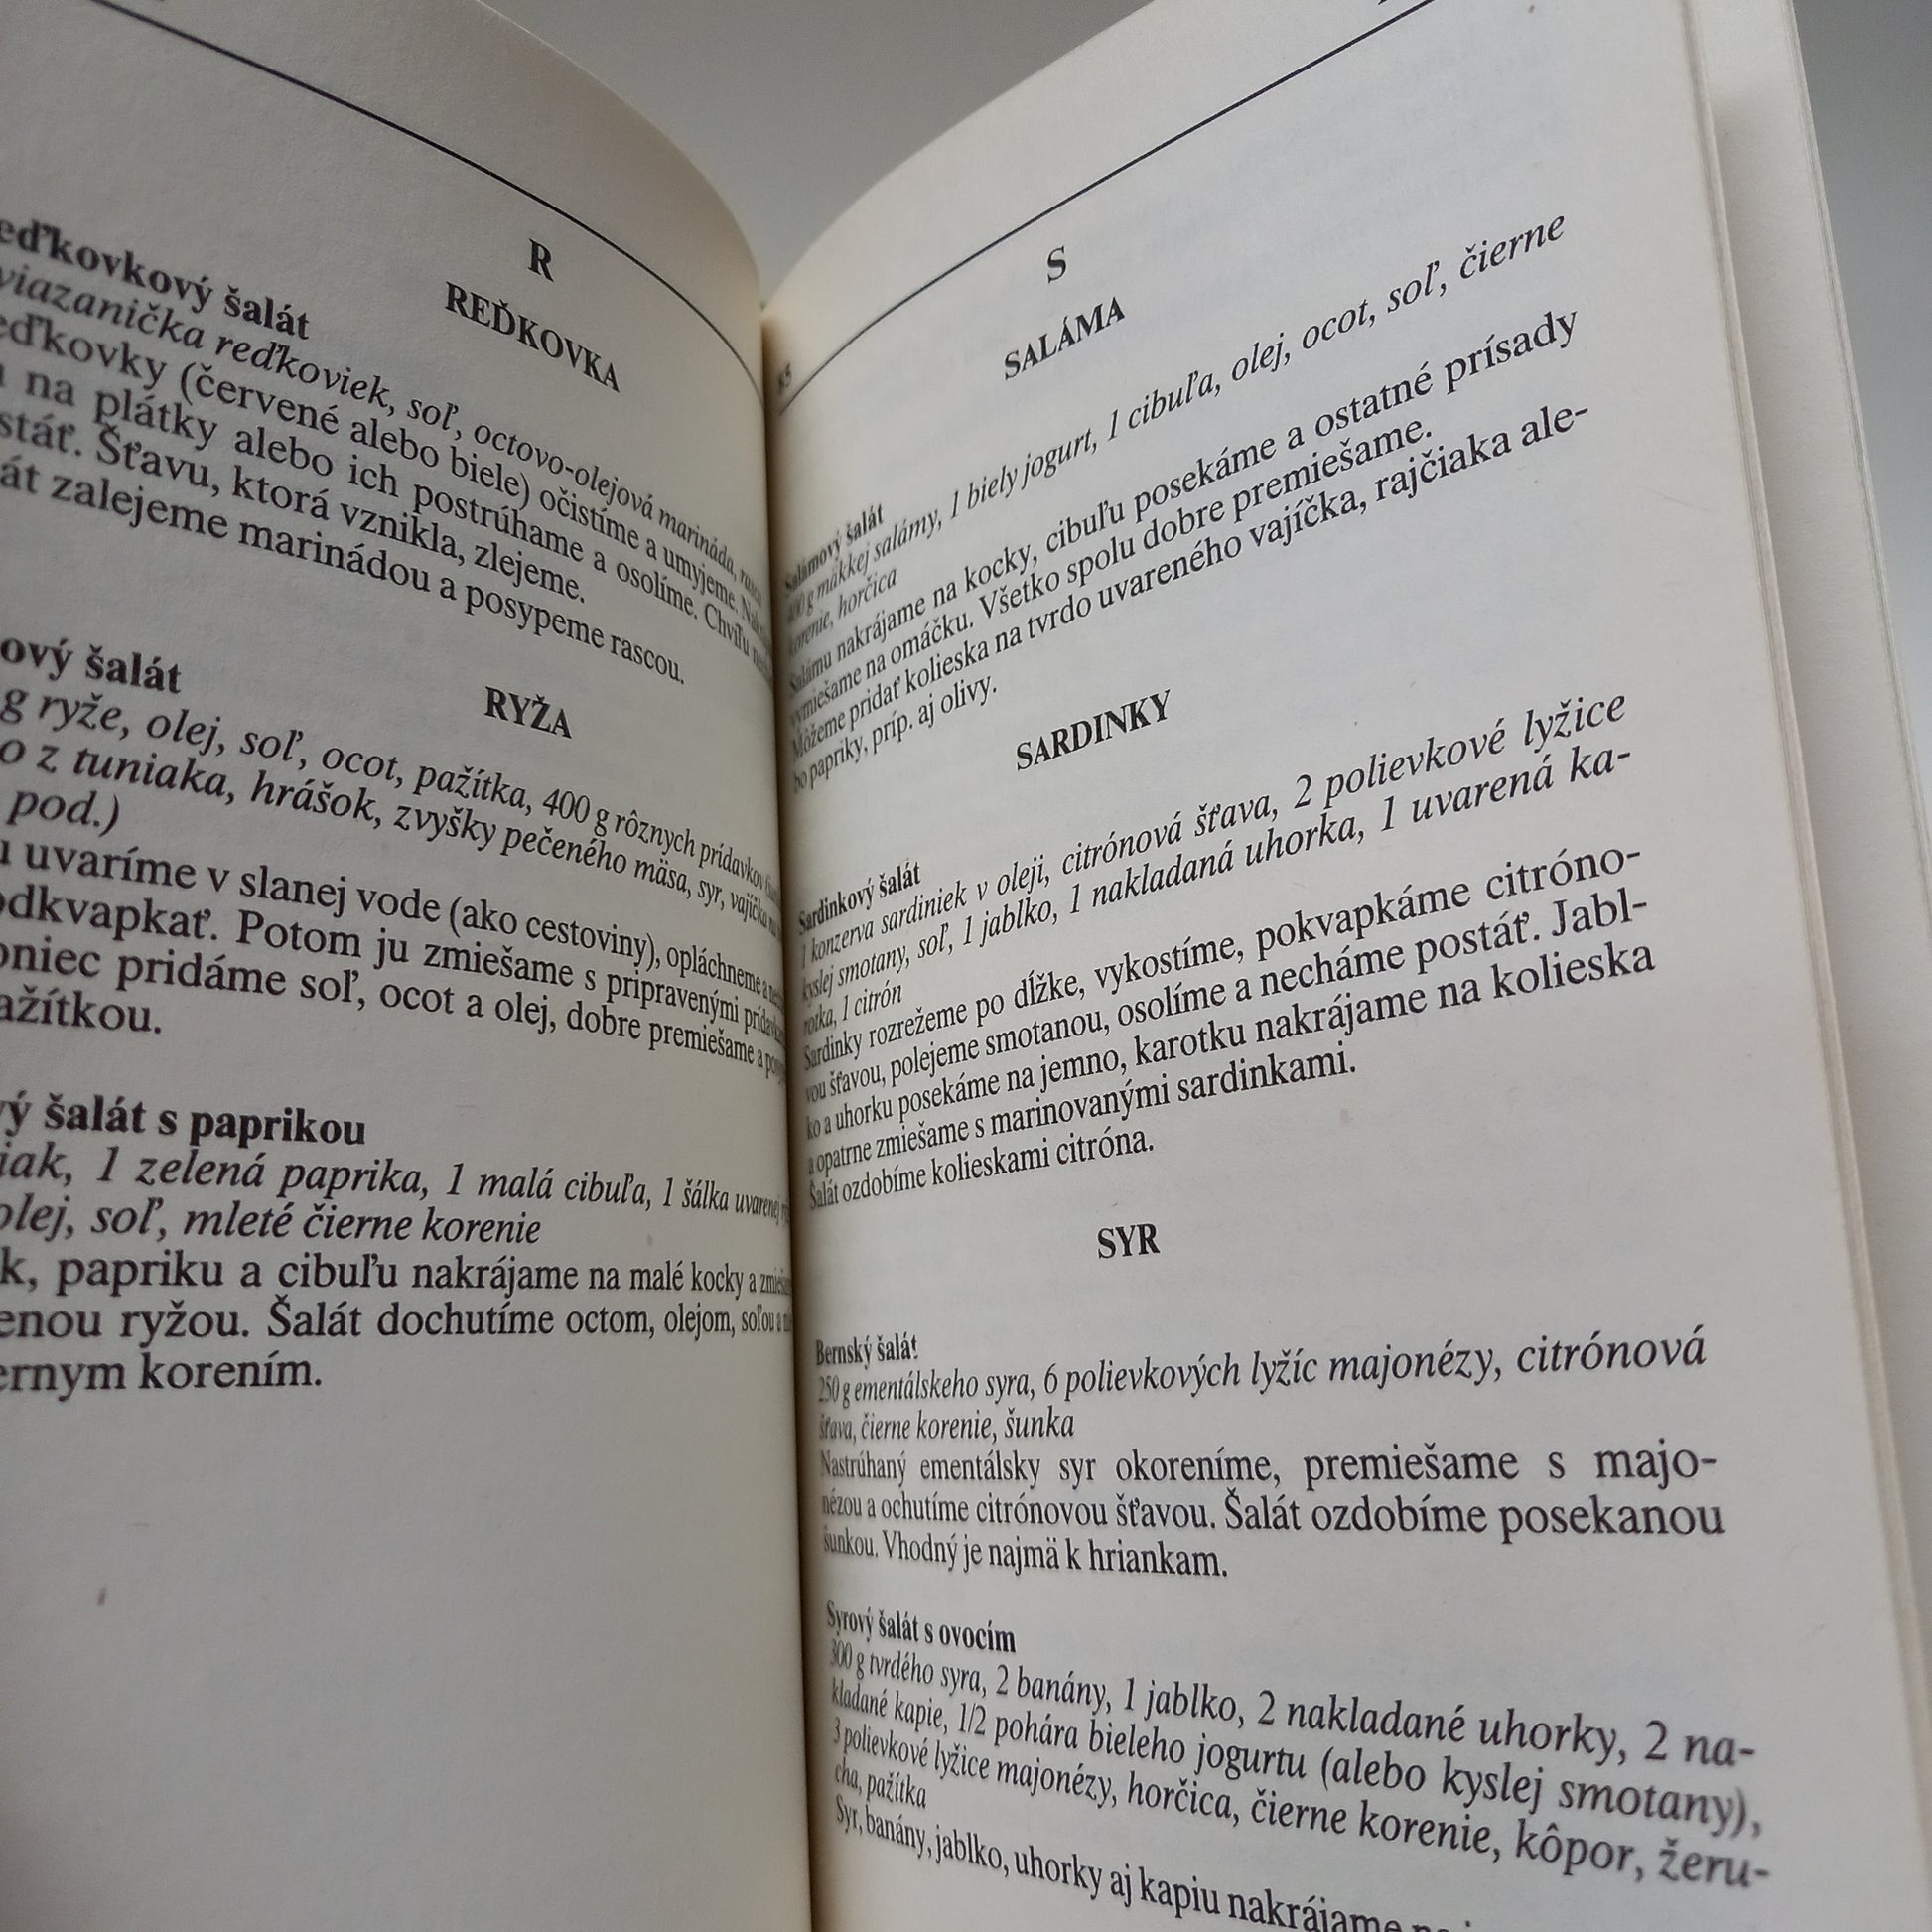 R
REĎKOVKA
eďkovkový šalát
viazanička reďkoviek, soľ, octovo-olejová marináda, rasca
eďkovky (červené alebo biele) očistíme a umyjeme.
na plátky alebo ich postrúhame a osolíme. Chvíľu
stáť. Šťavu, ktorá vznikla, zlejeme.
át zalejeme marinádou a posypeme rascou.
RYŽA
ový šalát
g ryže, olej, soľ, ocot, pažítka, 400 g rôznych prídavkov
o z tuniaka, hrášok, zvyšky pečeného mäsa, syr, vajíčka
pod.)
u uvaríme v slanej vode (ako cestoviny), opláchneme a
odkvapkať. Potom ju zmiešame s pripravenými
oniec pridáme soľ, ocot a olej, dobre premiešame a
ažítkou.
vý šalát s paprikou
iak, 1 zelená paprika, 1 malá cibuľa, 1 šálka uvarenej
olej, soľ, mleté čierne korenie
k, papriku a cibuľu nakrájame na malé kocky a
enou ryžou. Šalát dochutíme octom, olejom, soľou a
ernym korením.
S
SALÁMA
Salámový šalát
400 g mäkkej salámy, 1 biely jogurt, 1 cibuľa, olej, ocot, soľ, čierne
korenie, horčica
Salámu nakrájame na kocky, cibuľu posekáme a ostatné prísady
vymiešame na omáčku. Všetko spolu dobre premiešame.
Môžeme pridať kolieska na tvrdo uvareného vajíčka, rajčiaka ale-
bo papriky, príp. aj olivy.
SARDINKY
Sardinkový šalát
1 konzerva sardiniek v oleji, citrónová šťava, 2 polievkové lyžice
kyslej smotany, soľ, 1 jablko, 1 nakladaná uhorka, 1 uvarená ka-
rotka, 1 citrón
Sardinky rozrežeme po dĺžke, vykostíme, pokvapkáme citróno-
vou šťavou, polejeme smotanou, osolíme a necháme postáť. Jabl-
ko a uhorku posekáme na jemno, karotku nakrájame na kolieska
a opatrne zmiešame s marinovanými sardinkami.
Šalát ozdobíme kolieskami citróna.
SYR
Bernský šalát
250 g ementálskeho syra, 6 polievkových lyžíc majonézy, citrónová
šťava, čierne korenie, šunka
Nastrúhaný ementálsky syr okoreníme, premiešame s majo-
nézou a ochutíme citrónovou šťavou. Šalát ozdobíme posekanou
šunkou. Vhodný je najmä k hriankam.
Syrový šalát s ovocím
300 g tvrdého syra, 2 banány, 1 jablko, 2 nakladané uhorky, 2 na-
kladané kapie, 1/2 pohára bieleho jogurtu (alebo kyslej smotany),
3 polievkové lyžice majonézy, horčica, čierne korenie, kôpor, žeru-
cha, pažítka
Syr, banány, jablko, uhorky aj kapiu nakrájame